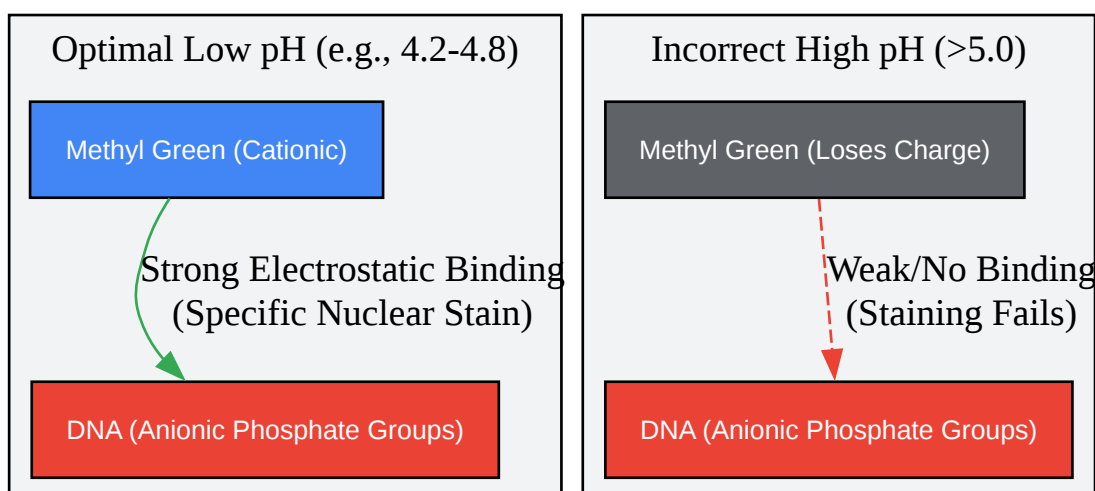 Optimal Low pH (e.g., 4.2-4.8)
Methyl Green (Cationic)
Strong Electrostatic Binding
(Specific Nuclear Stain)
DNA (Anionic Phosphate Groups)
Incorrect High pH (>5.0)
Methyl Green (Loses Charge)
Weak/No Binding
(Staining Fails)
DNA (Anionic Phosphate Groups)